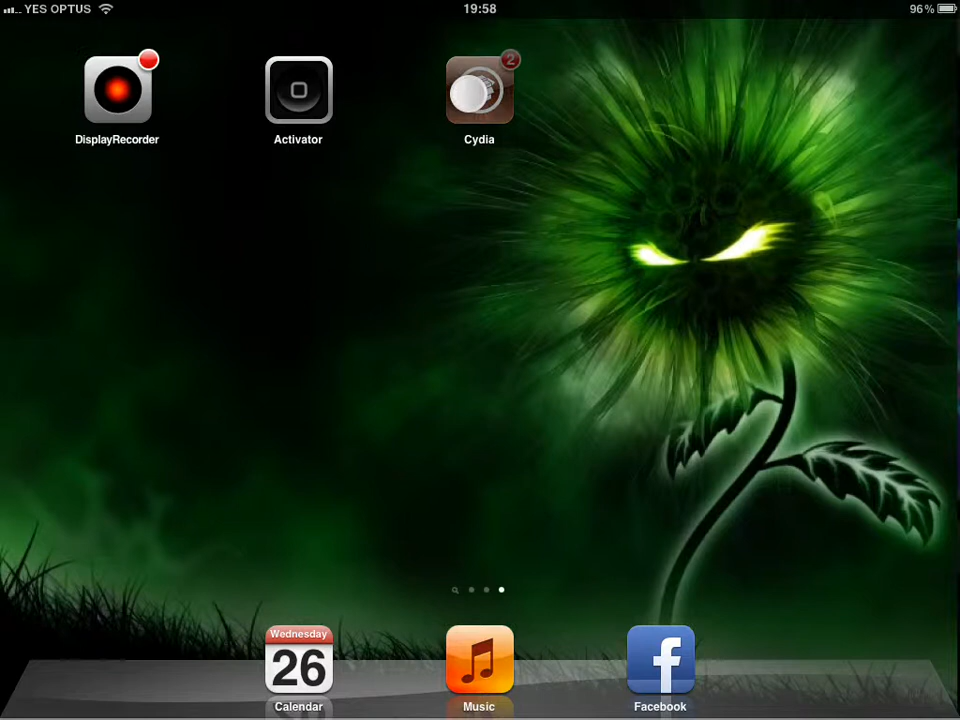 YES OPTUS 19:58 96%
2
DisplayRecorder Activator Cydia
Wednesday
26
f
Calendar Music Facebook